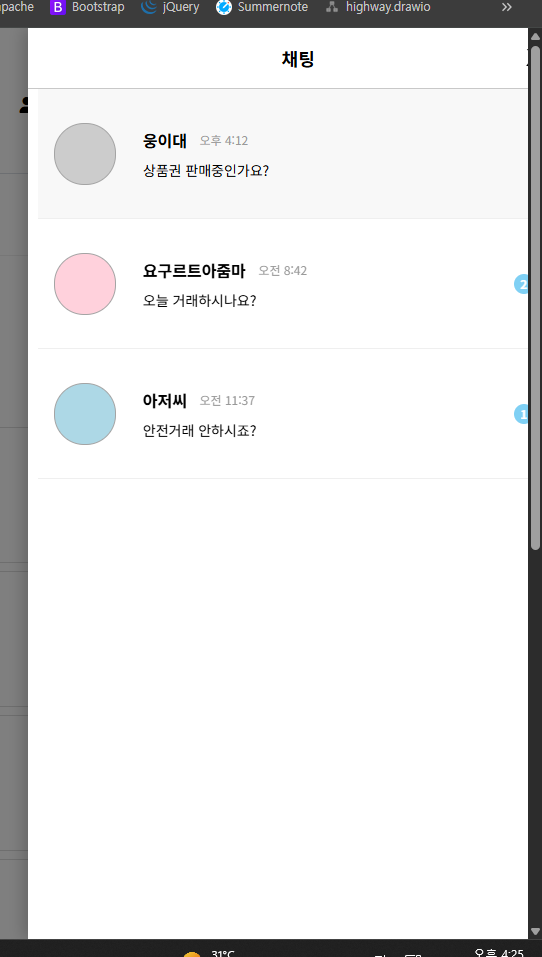 apache Bootstrap jQuery Summernote highway.drawio »
채팅
웅이대 오후 4:12
상품권 판매중인가요?
요구르트아줌마 오전 8:42
오늘 거래하시나요?
2
아저씨 오전 11:37
안전거래 안하시죠?
1
31°C
오후 4:25